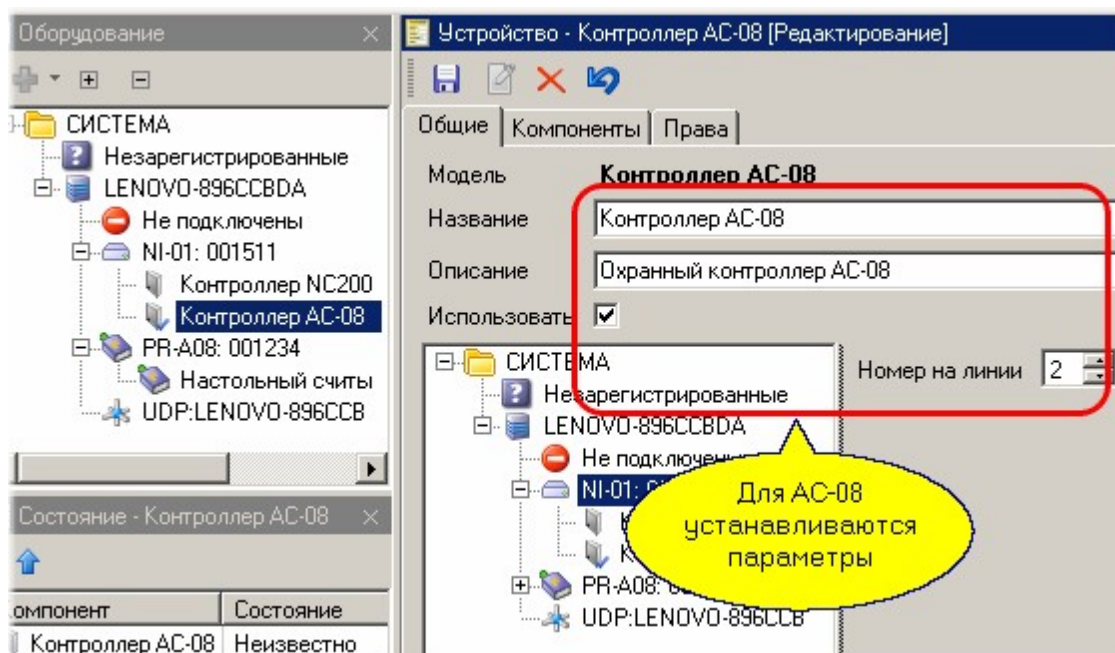 Оборудование
СИСТЕМА
Незарегистрированные
LENOVO-896CCBDA
Не подключены
NI-01: 001511
Контроллер NC200
Контроллер AC-08
PR-A08: 001234
Настольный считы
UDP:LENOVO-896CCB
Состояние - Контроллер AC-08
омпонент Состояние
Контроллер AC-08 Неизвестно
Устройство - Контроллер AC-08 [Редактирование]
Общие Компоненты Права
Модель Контроллер AC-08
Название Контроллер AC-08
Описание Охранный контроллер AC-08
Использовать
СИСТЕМА
Незарегистрированные
LENOVO-896CCBDA
Не подключены
NI-01:
К
К
PR-A08:
UDP:LENOVO-896CCB
Номер на линии 2
Для AC-08
устанавливаются
параметры